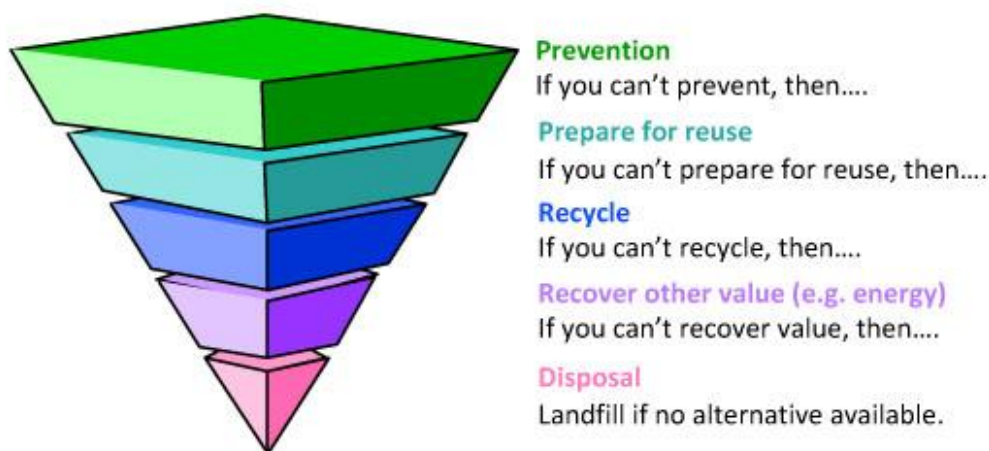 Prevention
If you can’t prevent, then....
Prepare for reuse
If you can’t prepare for reuse, then....
Recycle
If you can’t recycle, then....
Recover other value (e.g. energy)
If you can’t recover value, then....
Disposal
Landfill if no alternative available.